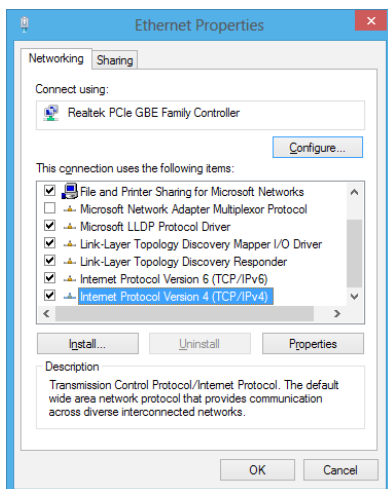 Ethernet Properties
Networking
Sharing
Connect using:
Realtek PCIe GBE Family Controller
Configure...
This connection uses the following items:
File and Printer Sharing for Microsoft Networks
Microsoft Network Adapter Multiplexor Protocol
Microsoft LLDP Protocol Driver
Link-Layer Topology Discovery Mapper I/O Driver
Link-Layer Topology Discovery Responder
Internet Protocol Version 6 (TCP/IPv6)
Internet Protocol Version 4 (TCP/IPv4)
Install...
Uninstall
Properties
Description
Transmission Control Protocol/Internet Protocol. The default
wide area network protocol that provides communication
across diverse interconnected networks.
OK
Cancel